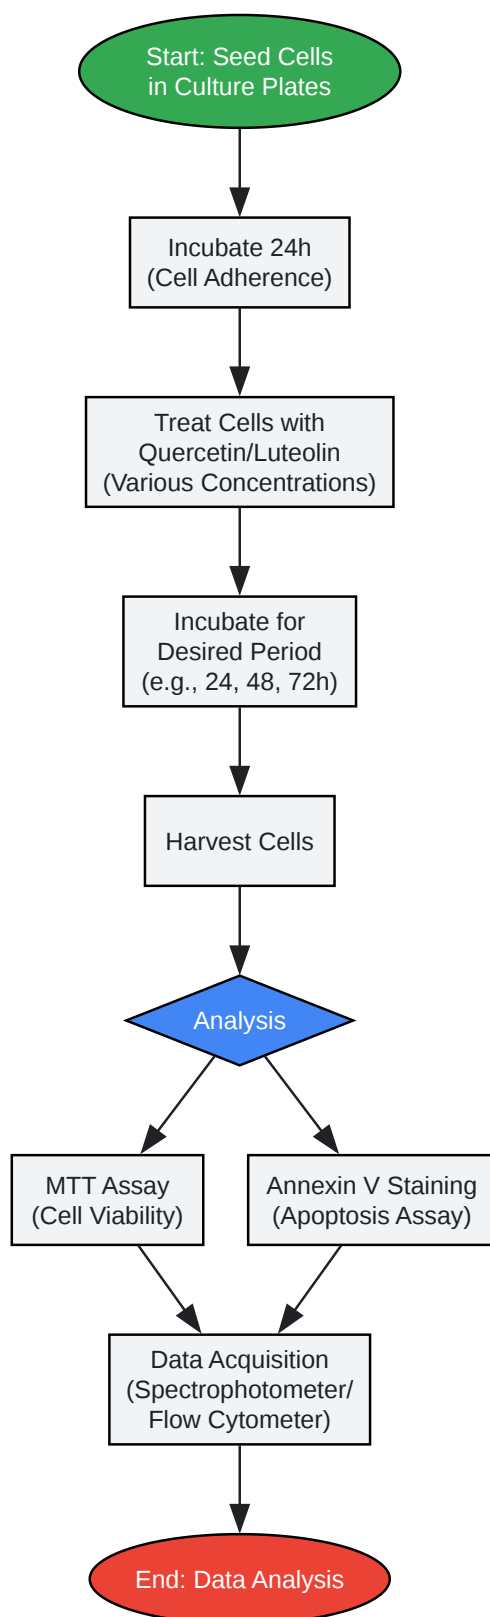 Start: Seed Cells
in Culture Plates
Incubate 24h
(Cell Adherence)
Treat Cells with
Quercetin/Luteolin
(Various Concentrations)
Incubate for
Desired Period
(e.g., 24, 48, 72h)
Harvest Cells
Analysis
MTT Assay
(Cell Viability)
Annexin V Staining
(Apoptosis Assay)
Data Acquisition
(Spectrophotometer/
Flow Cytometer)
End: Data Analysis